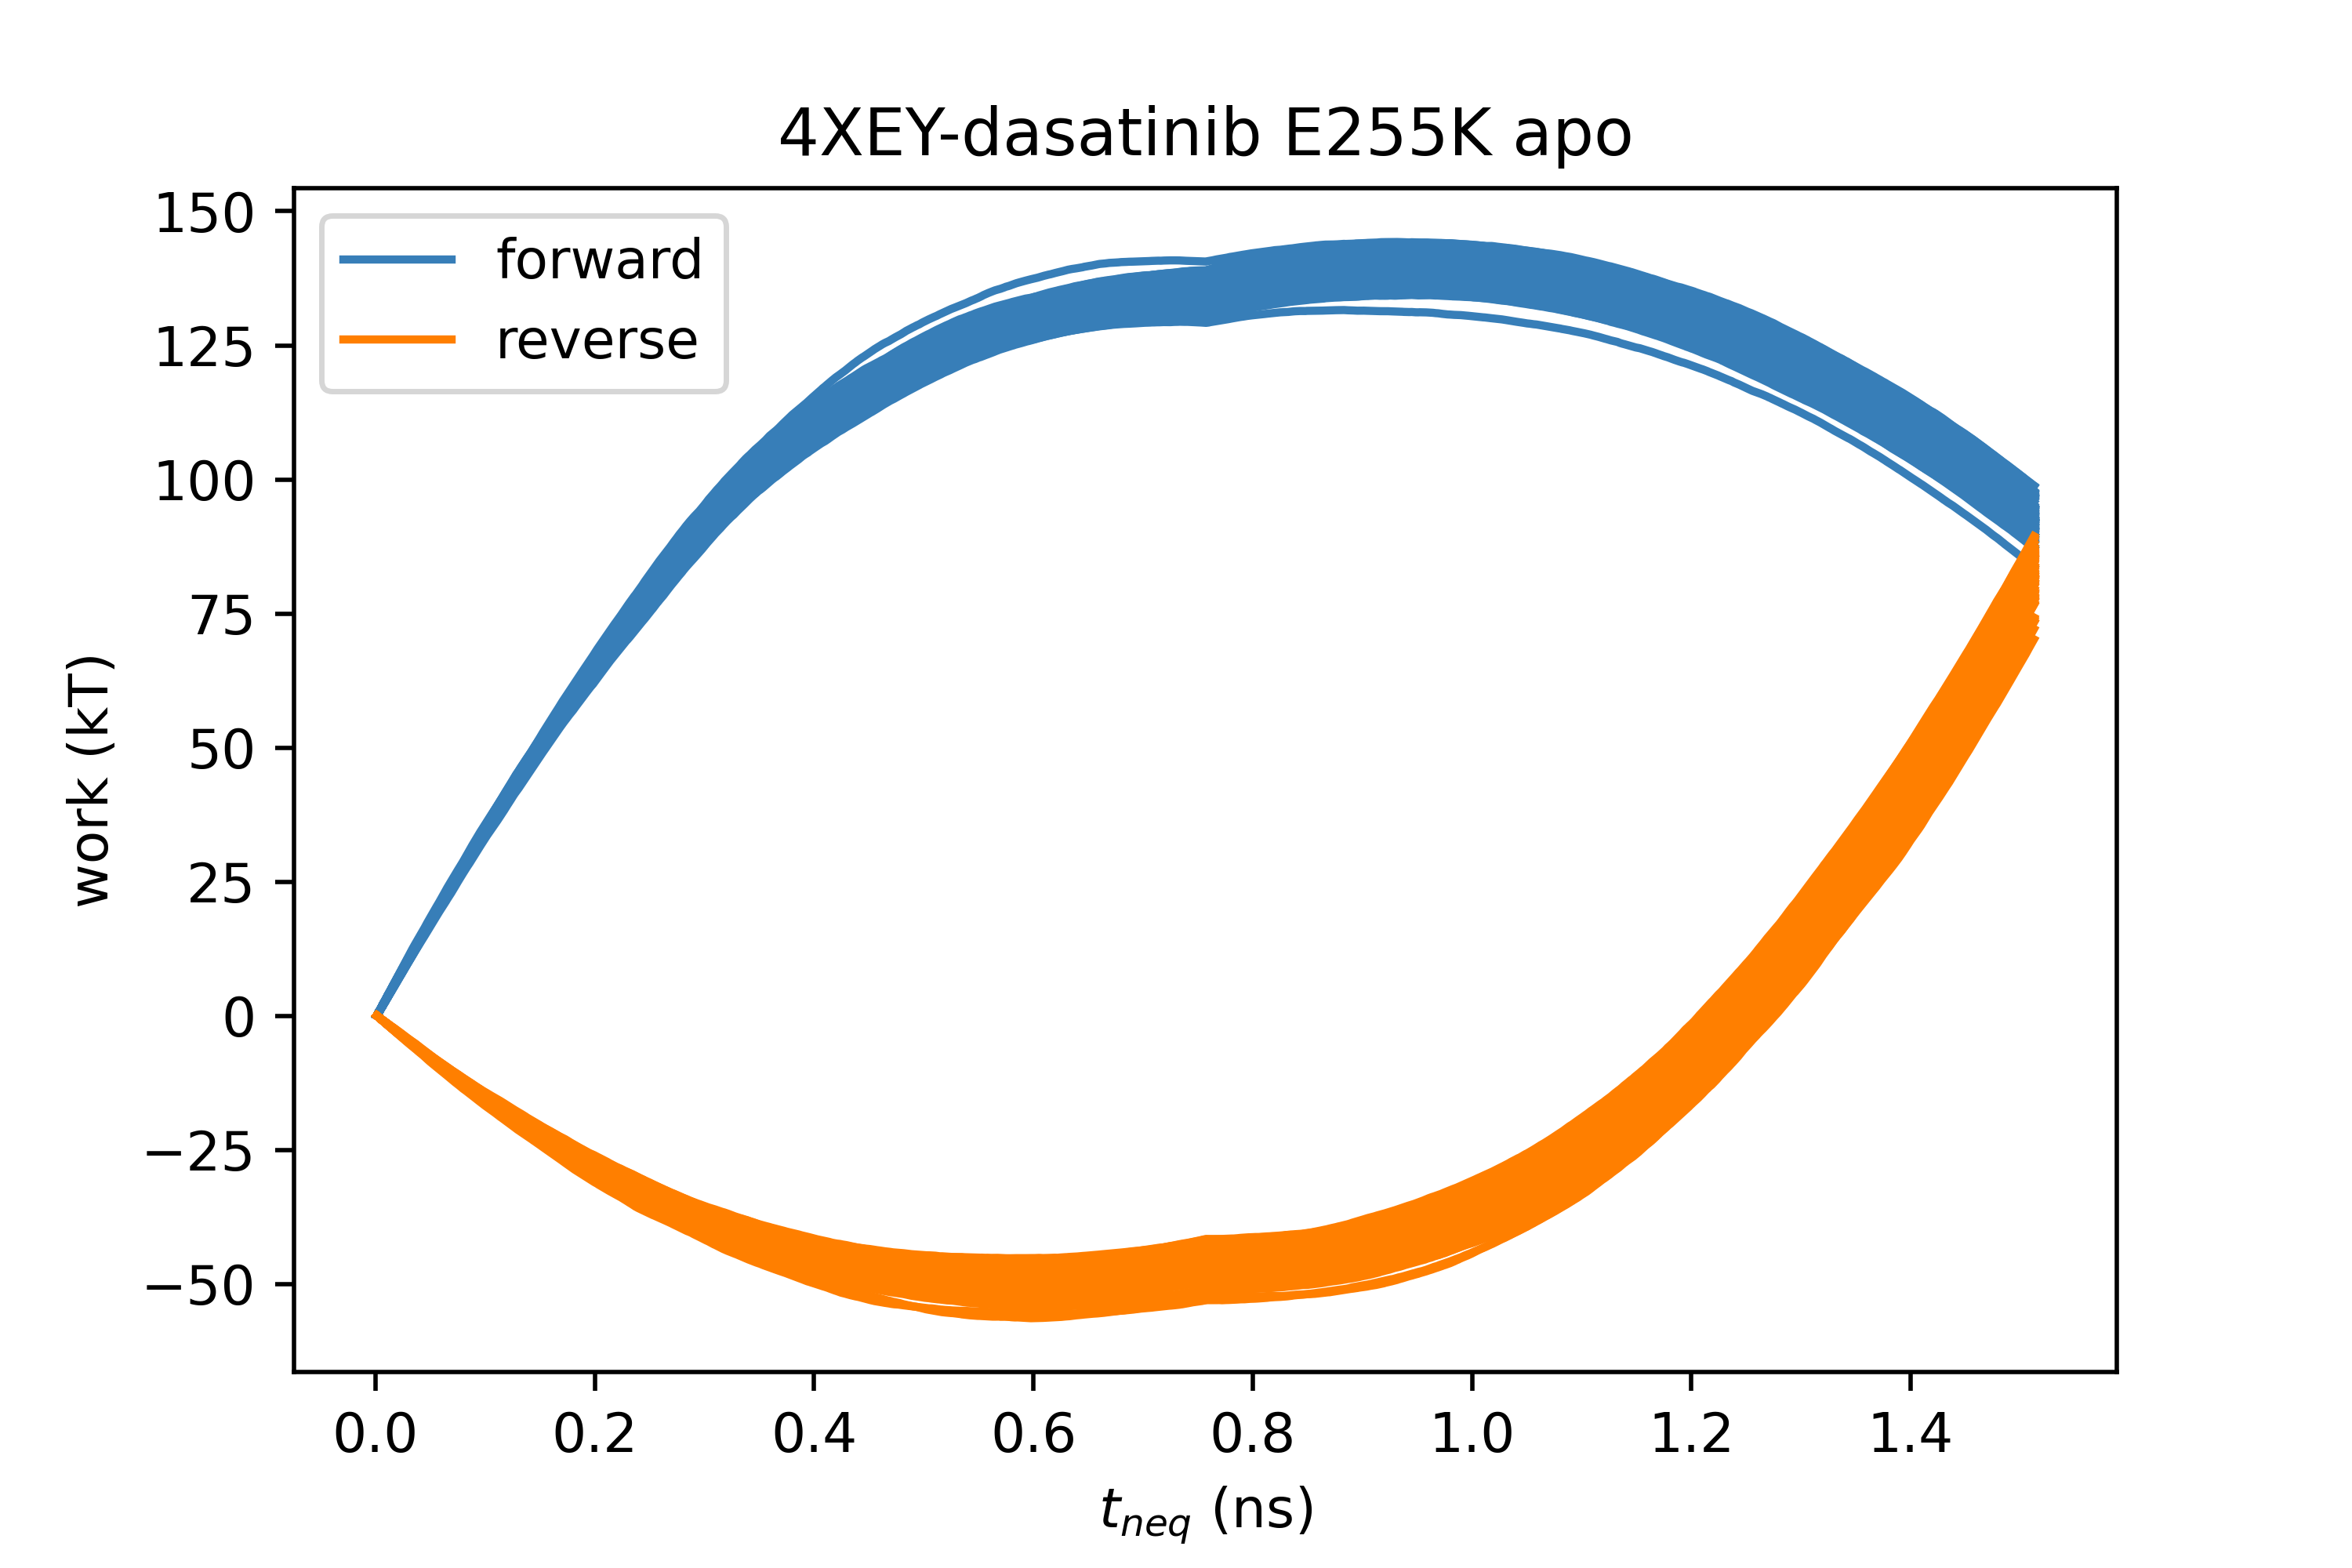 4XEY-dasatinib E255K apo
forward
reverse
150
125
100
75
50
25
0
−25
−50
work (kT)
0.0 0.2 0.4 0.6 0.8 1.0 1.2 1.4
t_neq (ns)